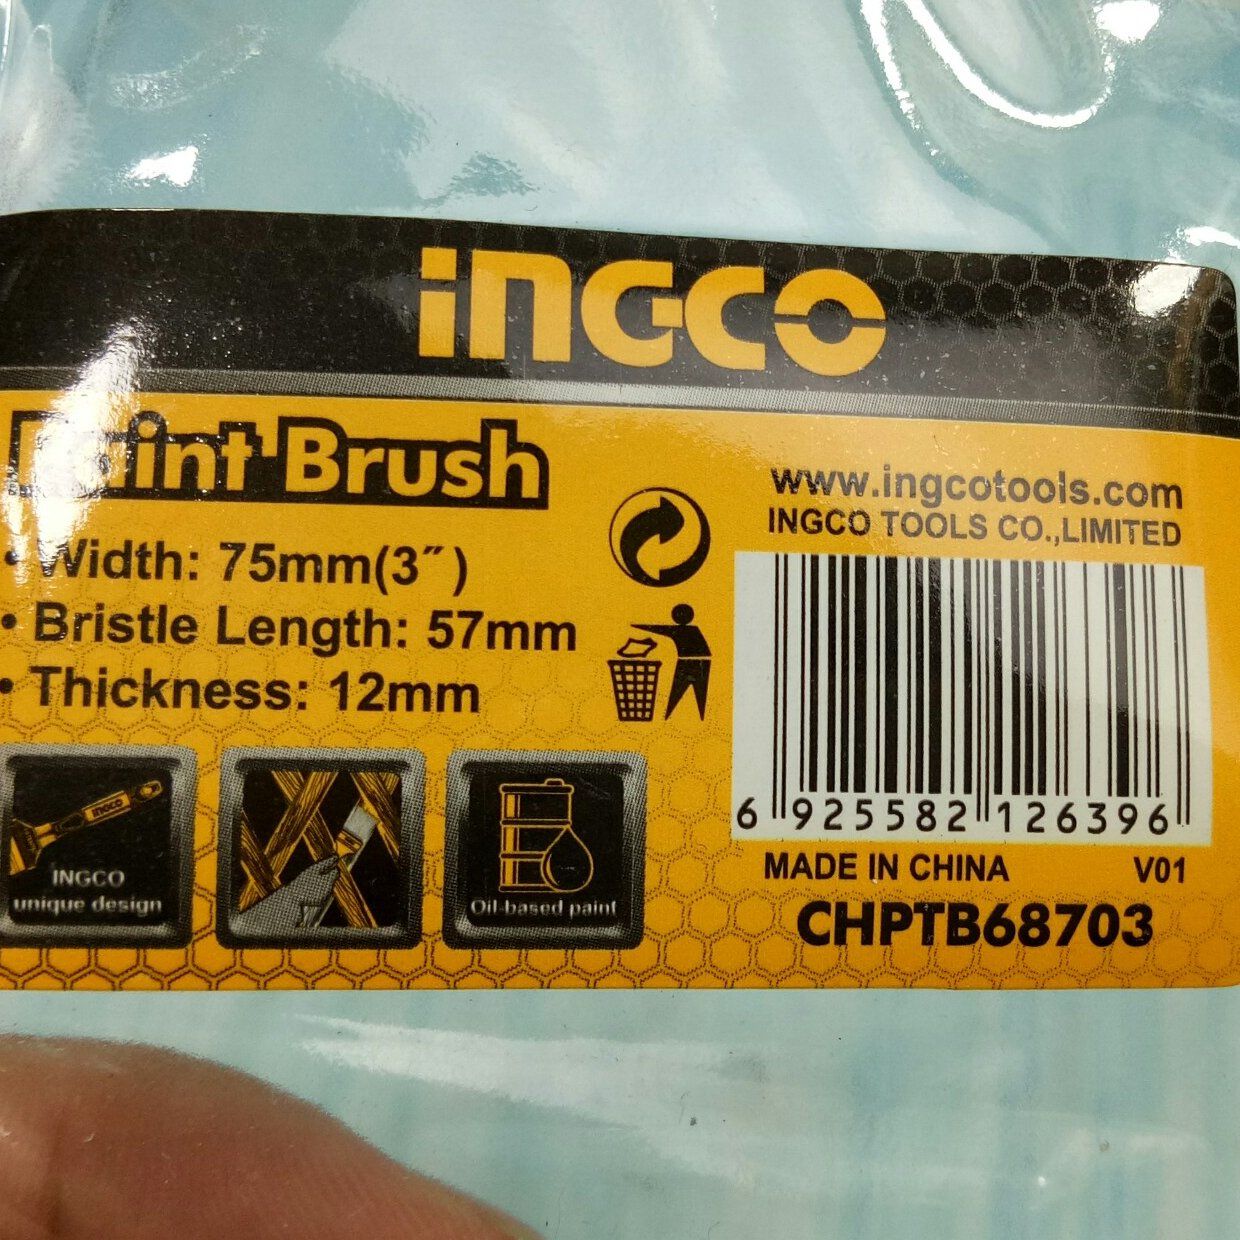 INGCO
Paint Brush
• Width: 75mm(3″)
• Bristle Length: 57mm
• Thickness: 12mm
www.ingcotools.com
INGCO TOOLS CO.,LIMITED
6 925582 126396
MADE IN CHINA V01
CHPTB68703
INGCO
INGCO
unique design
Oil-based paint